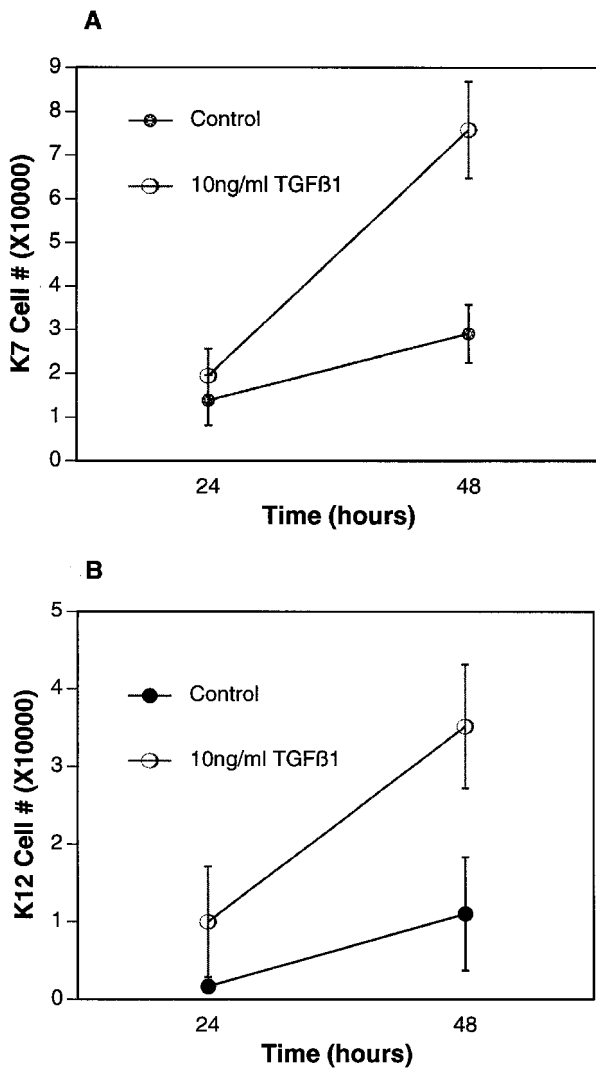 A
9
8
7
6
5
4
3
2
1
0
K7 Cell # (X10000)
Control
10ng/ml TGFß1
24
48
Time (hours)
B
5
4
3
2
1
0
K12 Cell # (X10000)
Control
10ng/ml TGFß1
24
48
Time (hours)